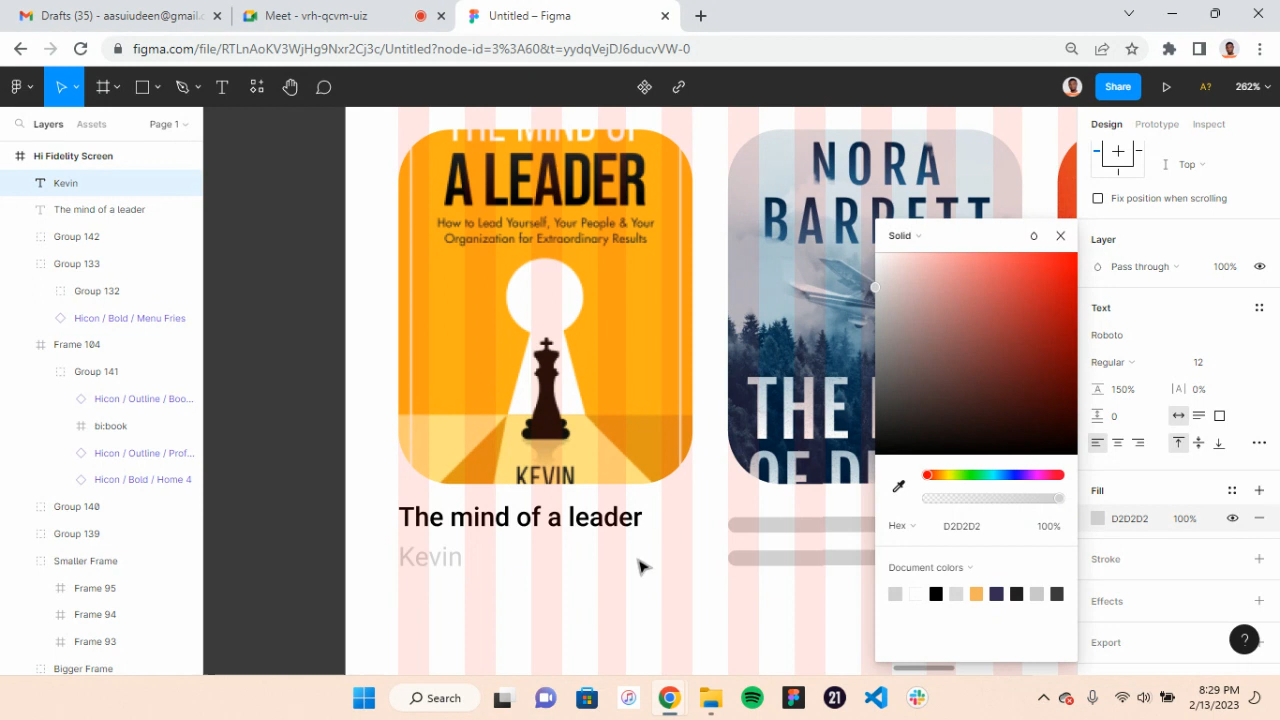 Drafts (35) - aasuiudeen@gmail.c
Meet - vrh-qcvm-uiz
Untitled – Figma
figma.com/file/RTLnAoKV3WjHg9Nxr2Cj3c/Untitled?node-id=3%3A60&t=yydqVejDJ6ducvVW-0
Share
A?
262%
Layers
Assets
Page 1
Hi Fidelity Screen
Kevin
The mind of a leader
Group 142
Group 133
Group 132
Hicon / Bold / Menu Fries
Frame 104
Group 141
Hicon / Outline / Boo...
bi:book
Hicon / Outline / Prof...
Hicon / Bold / Home 4
Group 140
Group 139
Smaller Frame
Frame 95
Frame 94
Frame 93
Bigger Frame
THE MIND OF
A LEADER
How to Lead Yourself, Your People & Your
Organization for Extraordinary Results
KEVIN
The mind of a leader
Kevin
NORA
BARRETT
THE
OF D
Solid
Hex
D2D2D2
100%
Document colors
Design
Prototype
Inspect
Top
Fix position when scrolling
Layer
Pass through
100%
Text
Roboto
Regular
12
150%
|A|
0%
0
Fill
D2D2D2
100%
Stroke
Effects
Export
?
Search
21
8:29 PM
2/13/2023